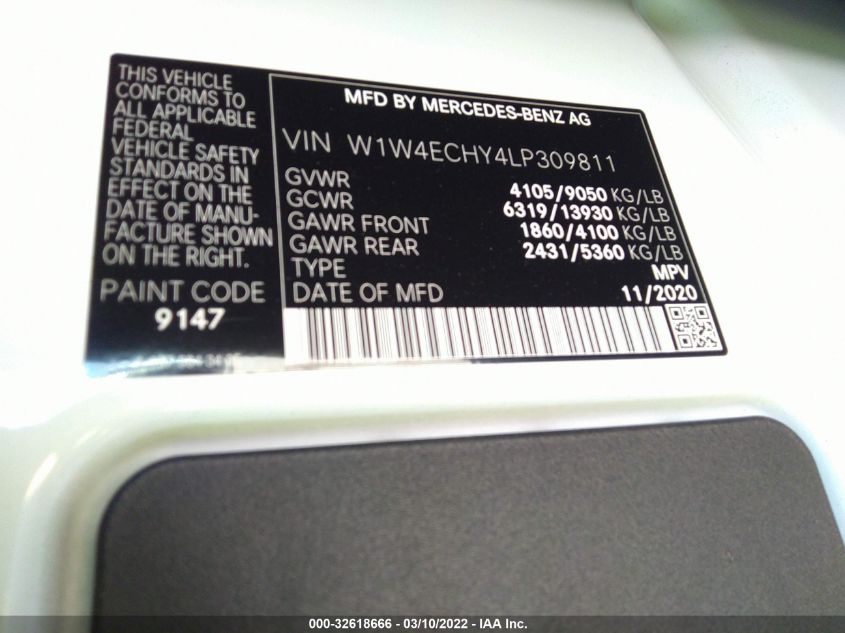 THIS VEHICLE
CONFORMS TO
ALL APPLICABLE
FEDERAL
VEHICLE SAFETY
STANDARDS IN
EFFECT ON THE
DATE OF MANU-
FACTURE SHOWN
ON THE RIGHT.
PAINT CODE
9147
MFD BY MERCEDES-BENZ AG
VIN W1W4ECHY4LP309811
GVWR 4105/9050 KG/LB
GCWR 6319/13930 KG/LB
GAWR FRONT 1860/4100 KG/LB
GAWR REAR 2431/5360 KG/LB
TYPE MPV
DATE OF MFD 11/2020
000-32618666 - 03/10/2022 - IAA Inc.